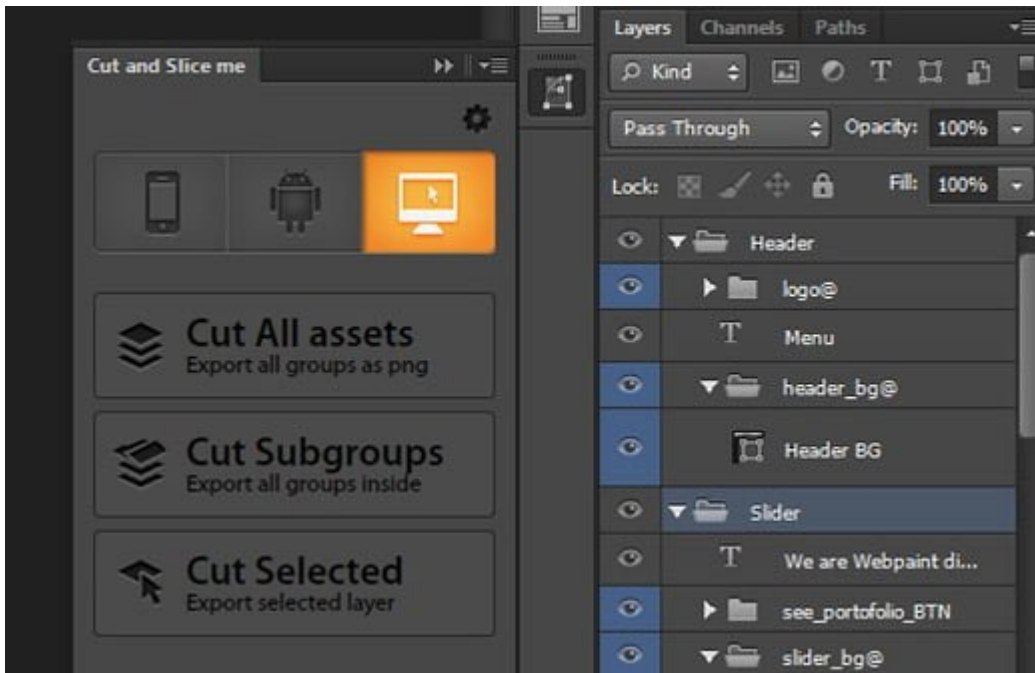 Cut and Slice me
Cut All assets
Export all groups as png
Cut Subgroups
Export all groups inside
Cut Selected
Export selected layer
Layers Channels Paths
Kind
Pass Through Opacity: 100%
Lock: Fill: 100%
Header
logo@
Menu
header_bg@
Header BG
Slider
We are Webpaint di...
see_portofolio_BTN
slider_bg@